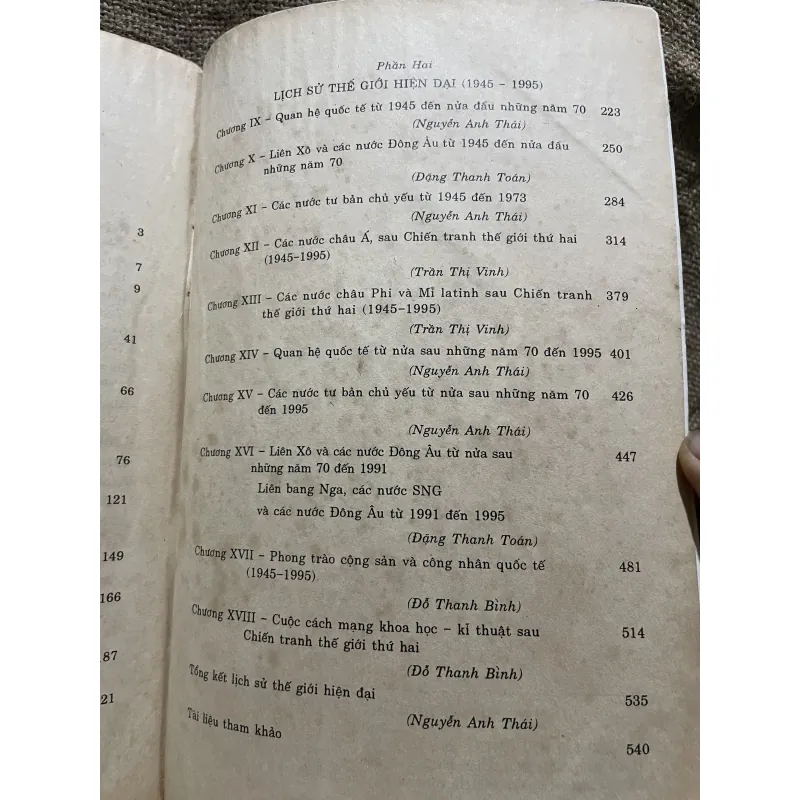 3
7
9
41
66
76
121
149
166
87
21
Phần Hai
LỊCH SỬ THẾ GIỚI HIỆN DẠI (1945 – 1995)
Chương IX – Quan hệ quốc tế từ 1945 đến nửa đầu những năm 70 223
(Nguyễn Anh Thái)
Chương X – Liên Xô và các nước Đông Âu từ 1945 đến nửa đầu 250
những năm 70
(Đặng Thanh Toán)
Chương XI – Các nước tư bản chủ yếu từ 1945 đến 1973 284
(Nguyễn Anh Thái)
Chương XII – Các nước châu Á, sau Chiến tranh thế giới thứ hai 314
(1945–1995)
(Trần Thị Vinh)
Chương XIII – Các nước châu Phi và Mĩ latinh sau Chiến tranh 379
thế giới thứ hai (1945–1995)
(Trần Thị Vinh)
Chương XIV – Quan hệ quốc tế từ nửa sau những năm 70 đến 1995 401
(Nguyễn Anh Thái)
Chương XV – Các nước tư bản chủ yếu từ nửa sau những năm 70 426
đến 1995
(Nguyễn Anh Thái)
Chương XVI – Liên Xô và các nước Đông Âu từ nửa sau 447
những năm 70 đến 1991
Liên bang Nga, các nước SNG
và các nước Đông Âu từ 1991 đến 1995
(Đặng Thanh Toán)
Chương XVII – Phong trào cộng sản và công nhân quốc tế 481
(1945–1995)
(Đỗ Thanh Bình)
Chương XVIII – Cuộc cách mạng khoa học – kĩ thuật sau 514
Chiến tranh thế giới thứ hai
(Đỗ Thanh Bình)
Tổng kết lịch sử thế giới hiện đại 535
(Nguyễn Anh Thái)
Tài liệu tham khảo 540